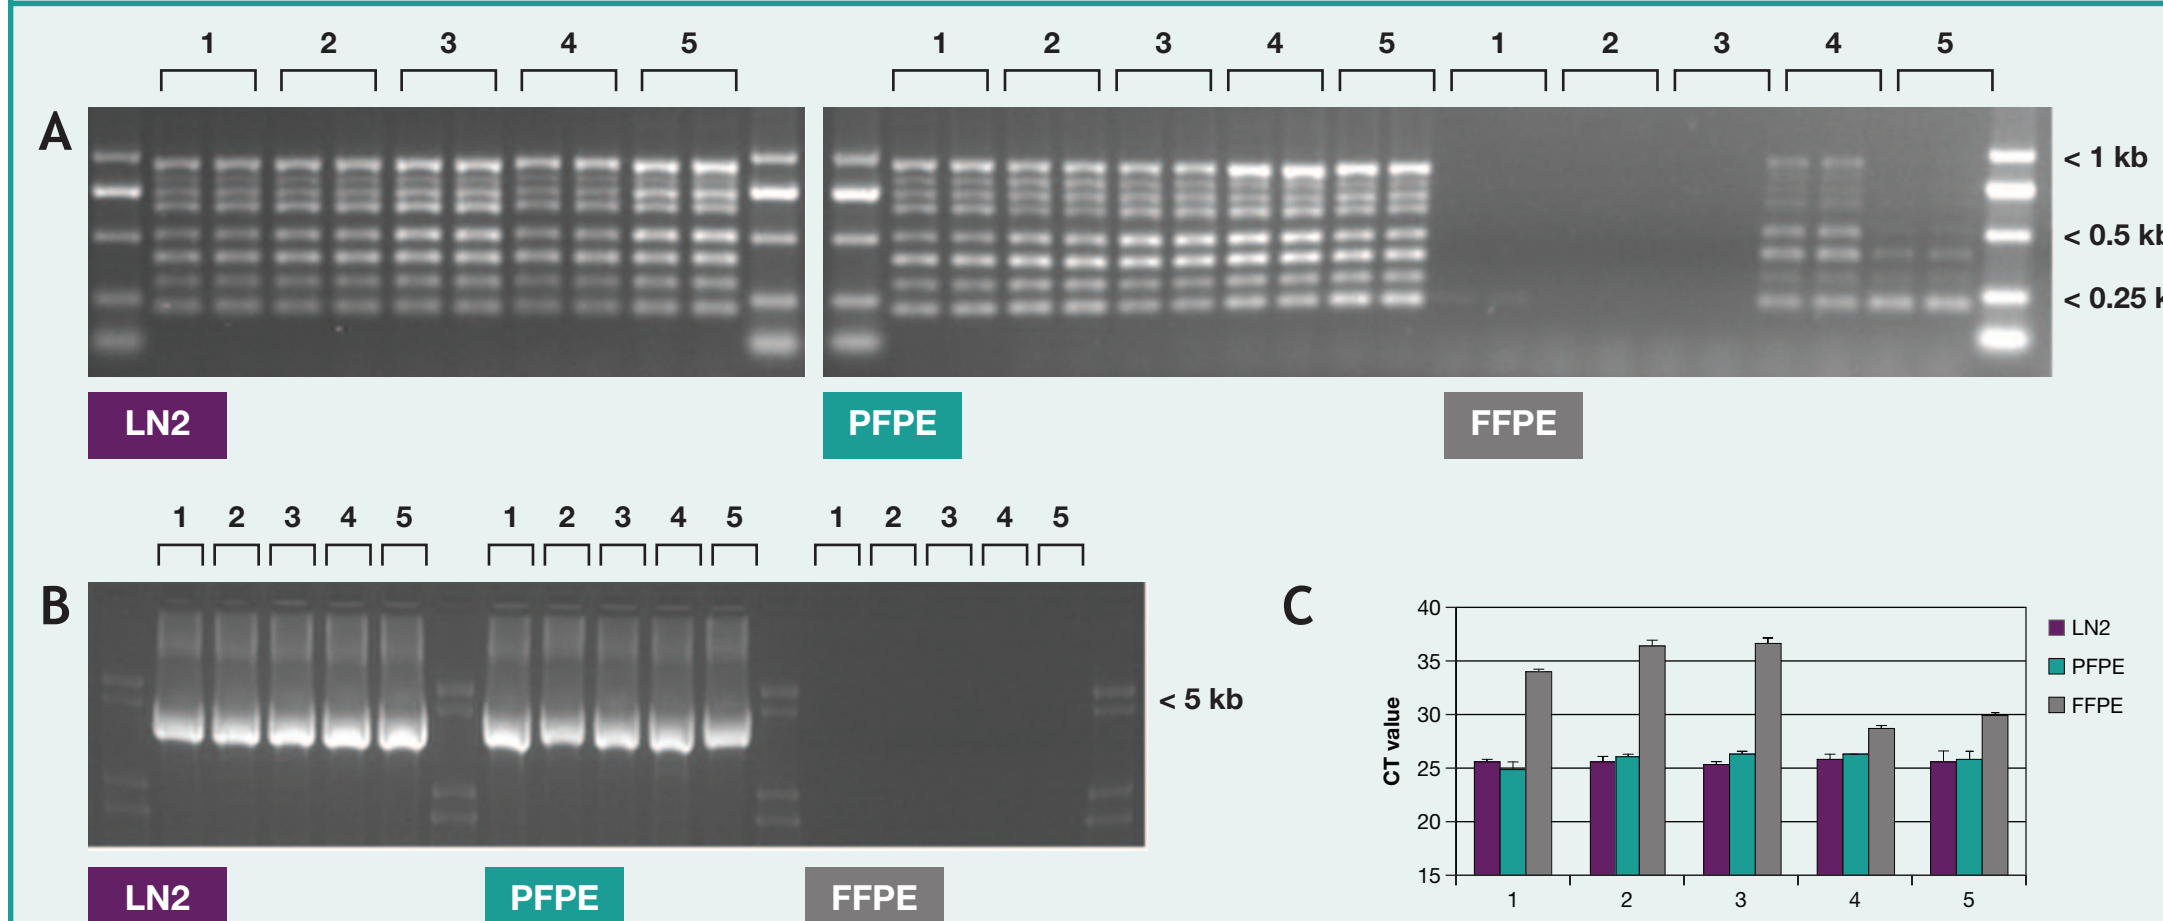 1 2 3 4 5 1 2 3 4 5 1 2 3 4 5
A
< 1 kb
< 0.5 kb
< 0.25 k
LN2 PFPE FFPE
1 2 3 4 5 1 2 3 4 5 1 2 3 4 5
B
< 5 kb
LN2 PFPE FFPE
C
CT value
40
35
30
25
20
15
1 2 3 4 5
LN2
PFPE
FFPE